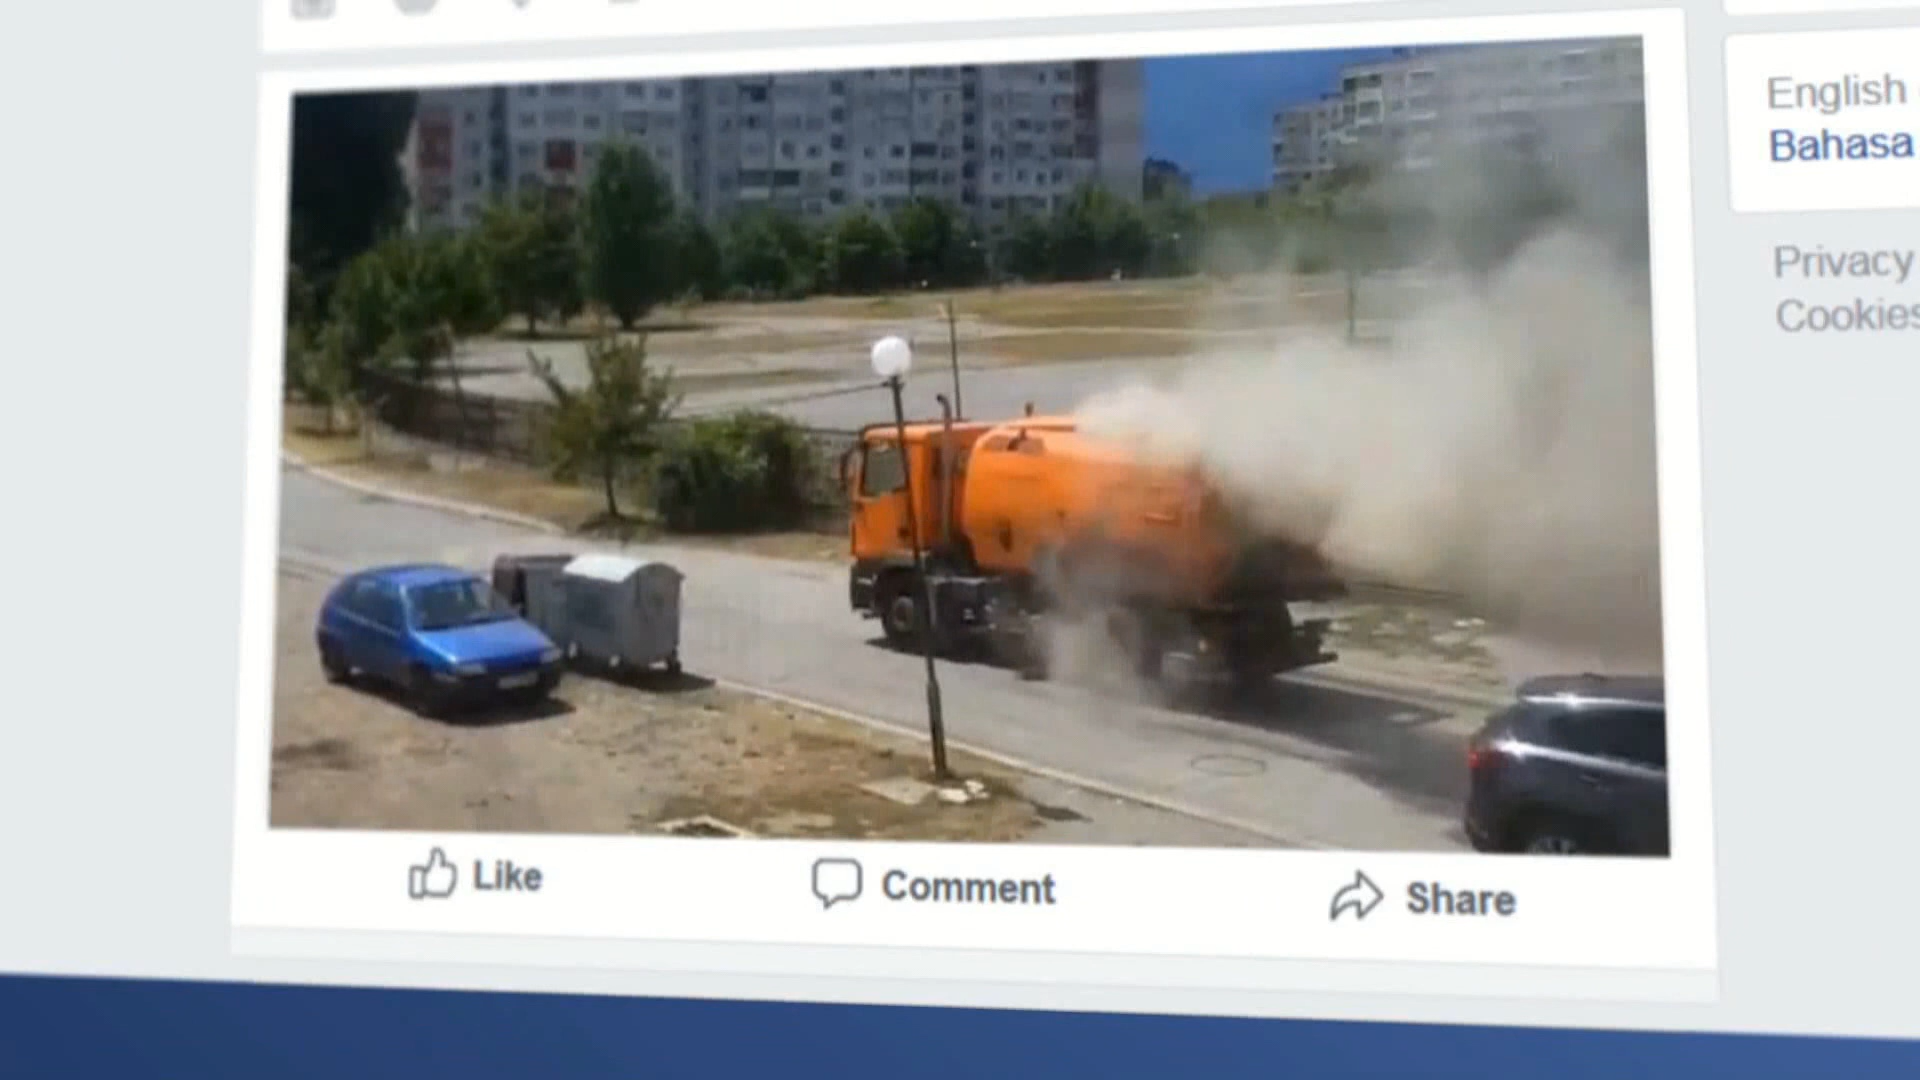 English
Bahasa
Privacy
Cookies
Like
Comment
Share